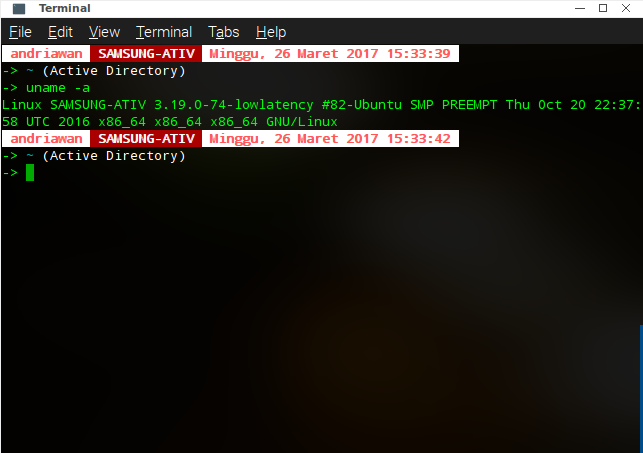 Terminal
File Edit View Terminal Tabs Help
andriawan SAMSUNG-ATIV Minggu, 26 Maret 2017 15:33:39
-> ~ (Active Directory)
-> uname -a
Linux SAMSUNG-ATIV 3.19.0-74-lowlatency #82-Ubuntu SMP PREEMPT Thu Oct 20 22:37:
58 UTC 2016 x86_64 x86_64 x86_64 GNU/Linux
andriawan SAMSUNG-ATIV Minggu, 26 Maret 2017 15:33:42
-> ~ (Active Directory)
->